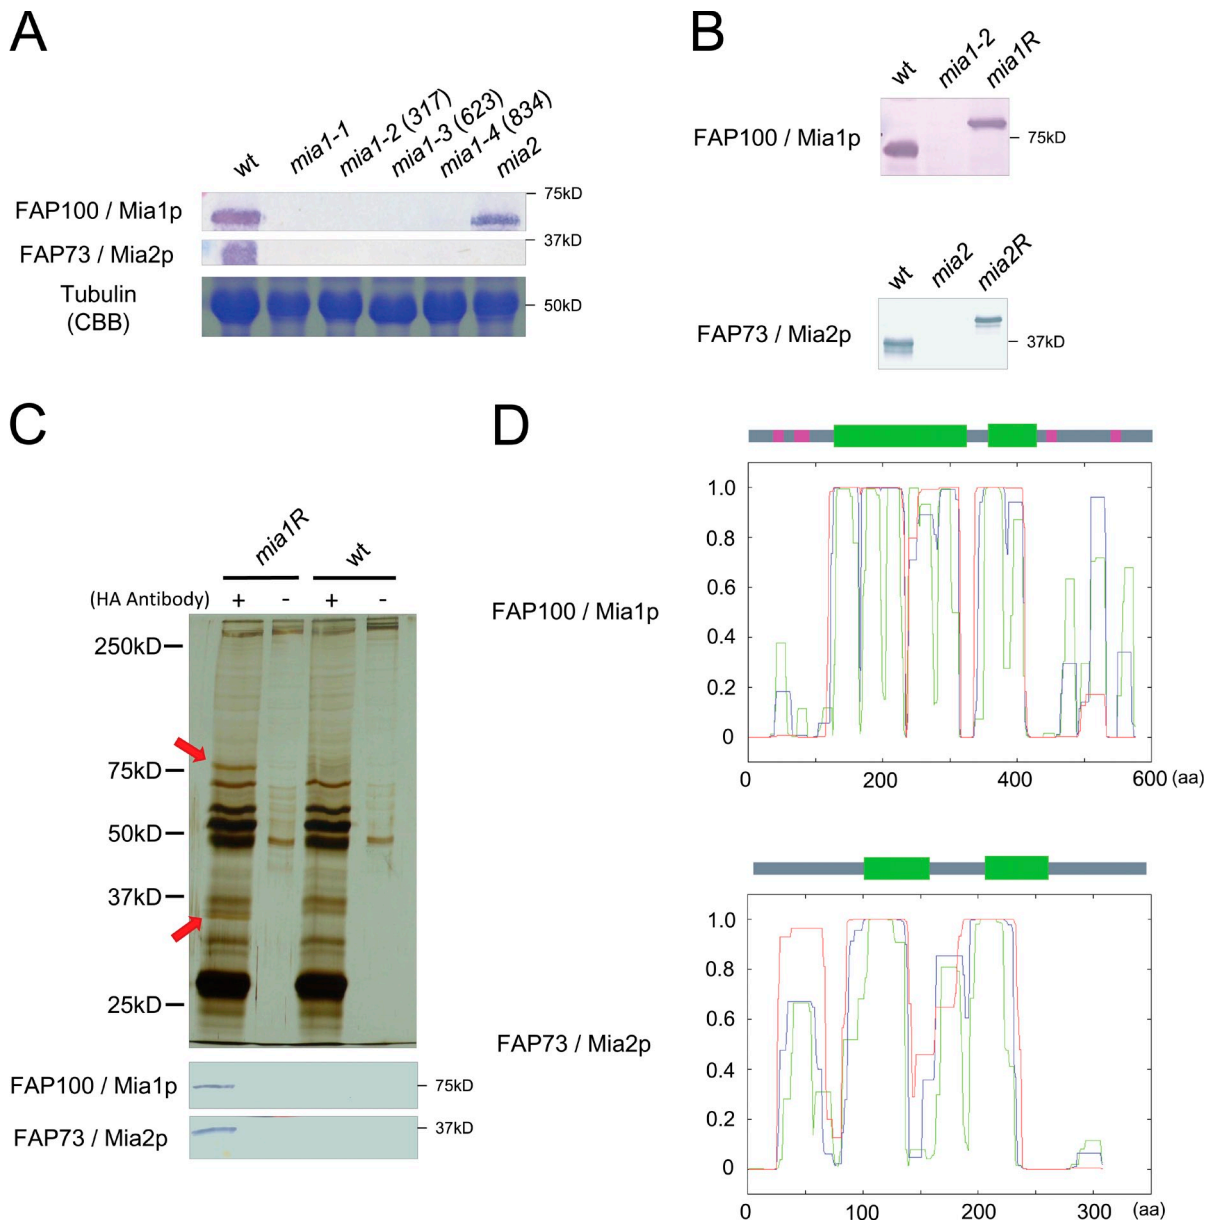 A
wt
mia1-1
mia1-2 (317)
mia1-3 (623)
mia1-4 (834)
mia2
FAP100 / Mia1p
75kD
FAP73 / Mia2p
37kD
Tubulin
(CBB)
50kD
B
wt
mia1-2
mia1R
FAP100 / Mia1p
75kD
wt
mia2
mia2R
FAP73 / Mia2p
37kD
C
mia1R
wt
(HA Antibody)
+ - + -
250kD
75kD
50kD
37kD
25kD
FAP100 / Mia1p
75kD
FAP73 / Mia2p
37kD
D
FAP100 / Mia1p
1.0
0.8
0.6
0.4
0.2
0
0 200 400 600 (aa)
FAP73 / Mia2p
1.0
0.8
0.6
0.4
0.2
0
0 100 200 300 (aa)